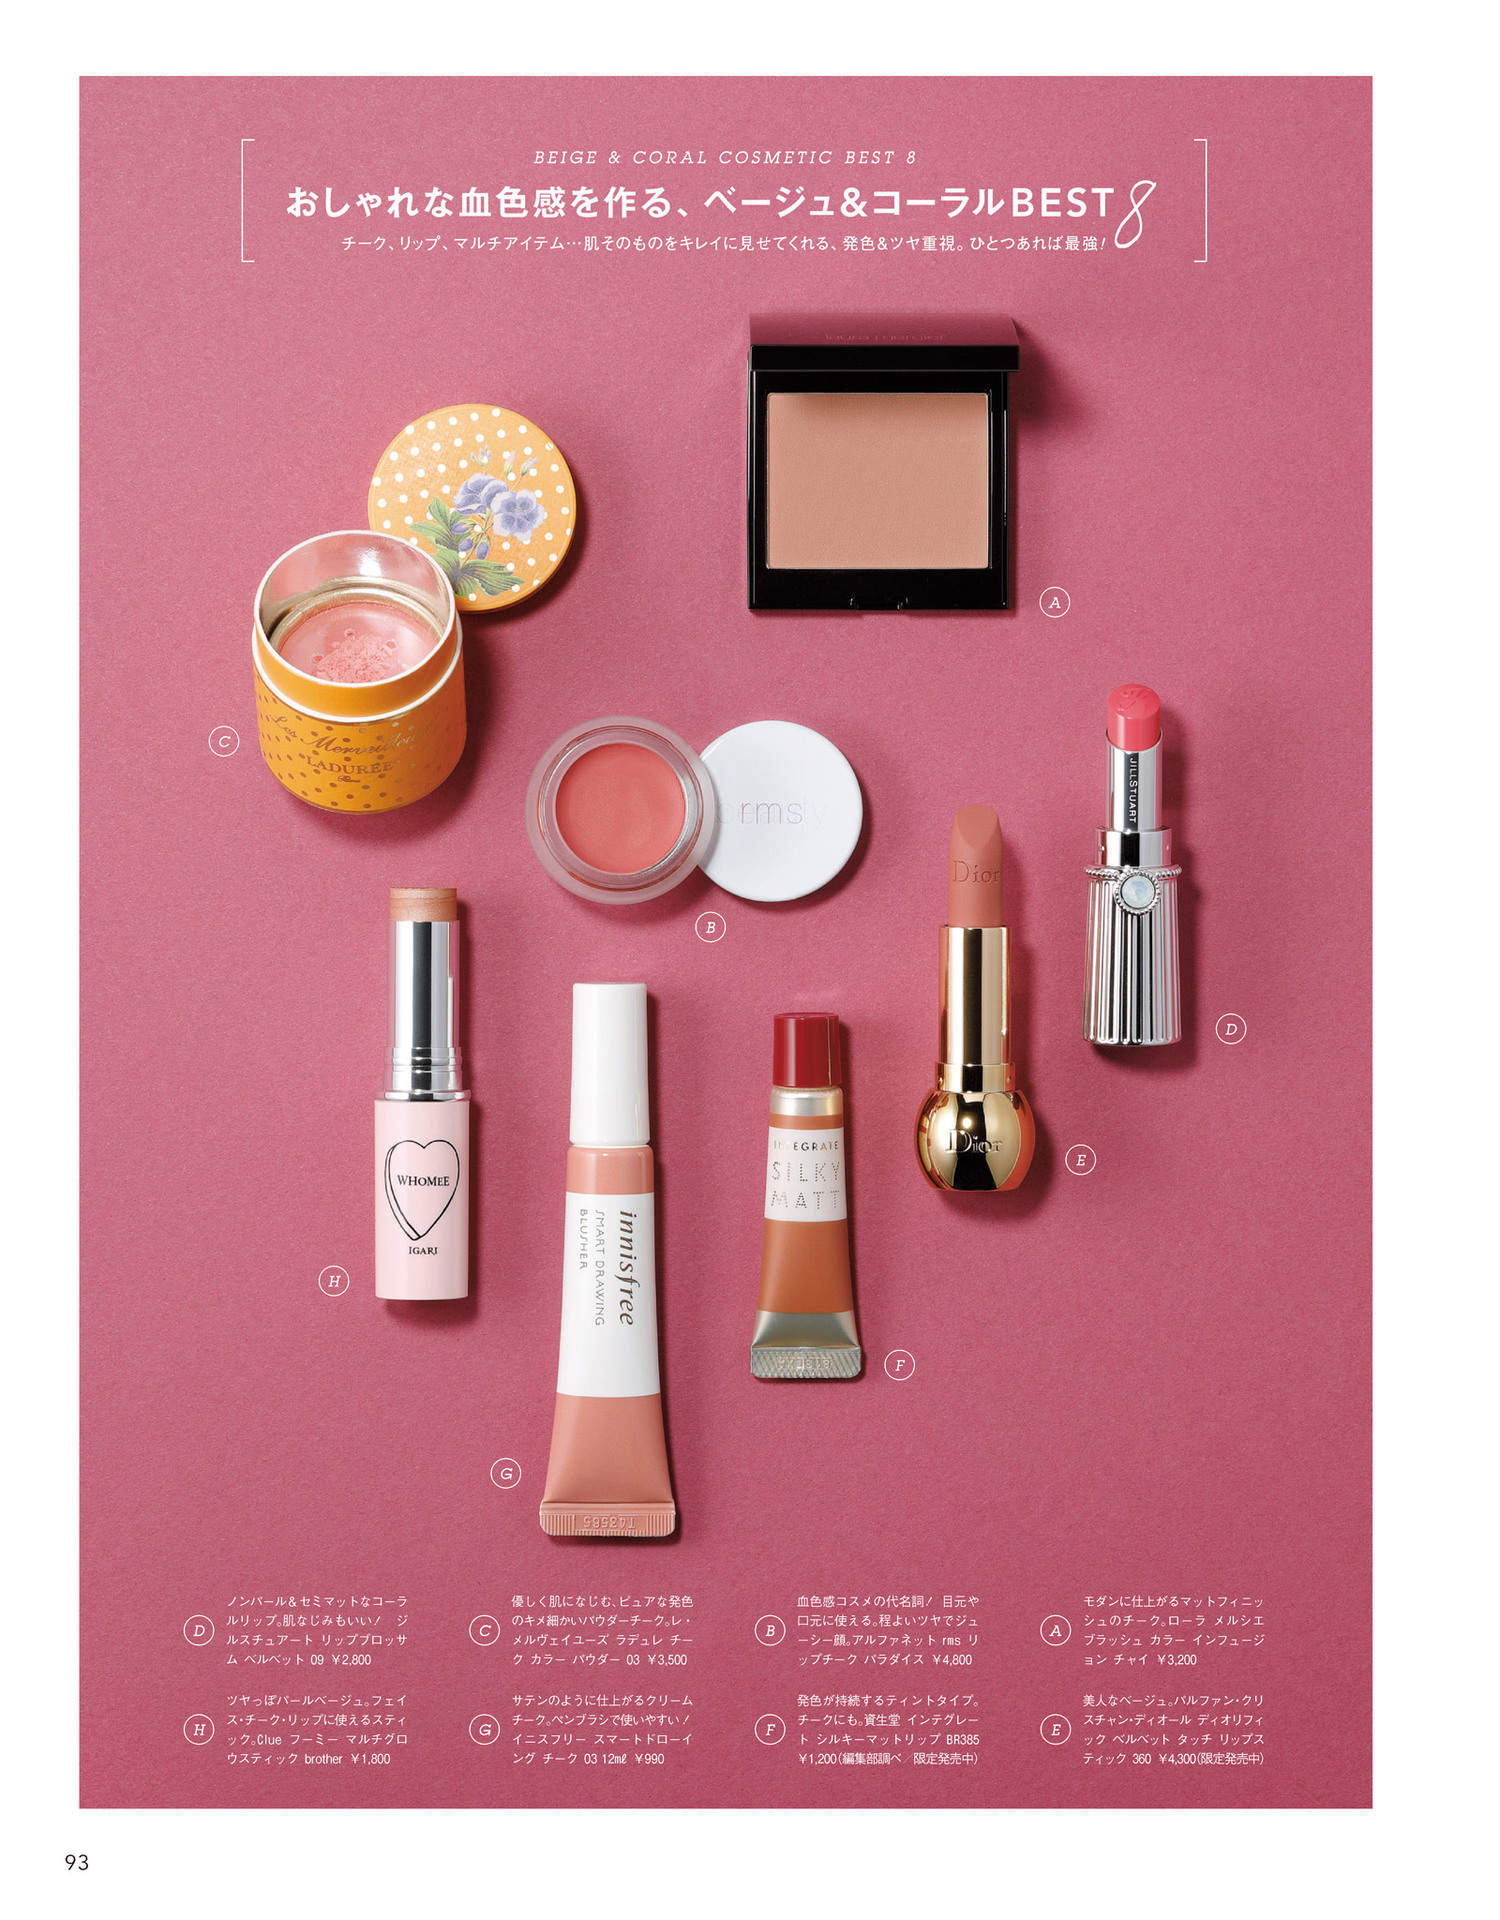 BEIGE & CORAL COSMETIC BEST 8
おしゃれな血色感を作る、ベージュ&コーラルBEST 8
チーク、リップ、マルチアイテム…肌そのものをキレイに見せてくれる、発色&ツヤ重視。ひとつあれば最強!
A
C
Les Merveilleuses
LADURÉE
rms
B
JILLSTUART
D
Dior
Dior
E
WHOMEE
IGARI
H
innisfree
SMART DRAWING
BLUSHER
G
INTEGRATE
SILKY
MATT
F
A
モダンに仕上がるマットフィニッ
シュのチーク。ローラ メルシエ
ブラッシュ カラー インフュージ
ョン チャイ ¥3,200
B
血色感コスメの代名詞! 目元や
口元に使える。程よいツヤでジュ
ーシー顔。アルファネット rms リ
ップチーク パラダイス ¥4,800
C
優しく肌になじむ、ピュアな発色
のキメ細かいパウダーチーク。レ・
メルヴェイユーズ ラデュレ チー
ク カラー パウダー 03 ¥3,500
D
ノンパール&セミマットなコーラ
ルリップ。肌なじみもいい! ジ
ルスチュアート リップブロッサ
ム ベルベット 09 ¥2,800
E
美人なベージュ。パルファン・クリ
スチャン・ディオール ディオリフィ
ック ベルベット タッチ リップス
ティック 360 ¥4,300(限定発売中)
F
発色が持続するティントタイプ。
チークにも。資生堂 インテグレー
ト シルキーマットリップ BR385
¥1,200(編集部調べ/限定発売中)
G
サテンのように仕上がるクリーム
チーク。ペンブラシで使いやすい!
イニスフリー スマートドローイ
ング チーク 03 12㎖ ¥990
H
ツヤっぽパールベージュ。フェイ
ス・チーク・リップに使えるスティ
ック。Clue フーミー マルチグロ
ウスティック brother ¥1,800
93